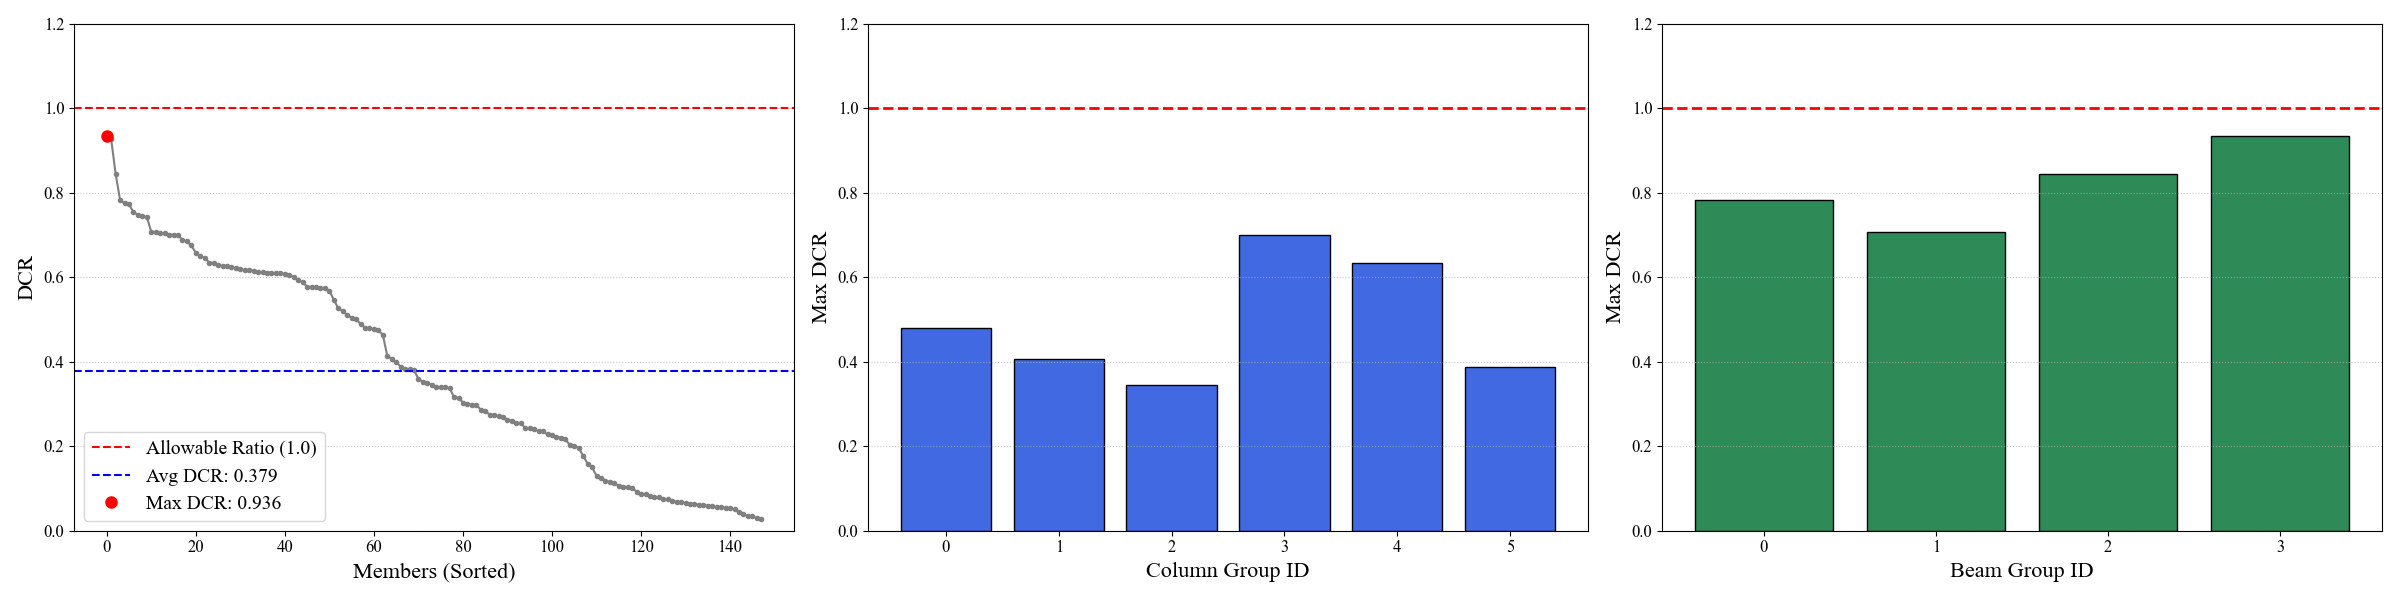 1.2
1.0
0.8
0.6
0.4
0.2
0.0
DCR
Allowable Ratio (1.0)
Avg DCR: 0.379
Max DCR: 0.936
0 20 40 60 80 100 120 140
Members (Sorted)
1.2
1.0
0.8
0.6
0.4
0.2
0.0
Max DCR
0 1 2 3 4 5
Column Group ID
1.2
1.0
0.8
0.6
0.4
0.2
0.0
Max DCR
0 1 2 3
Beam Group ID